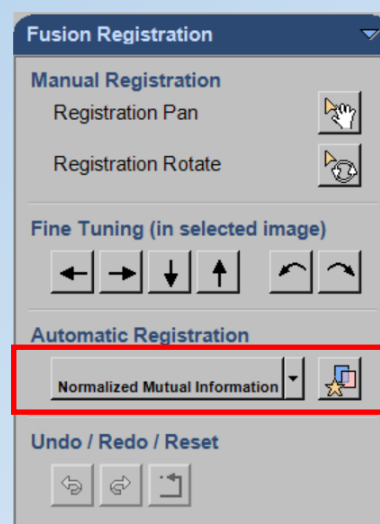 Fusion Registration
Manual Registration
Registration Pan
Registration Rotate
Fine Tuning (in selected image)
Automatic Registration
Normalized Mutual Information
Undo / Redo / Reset